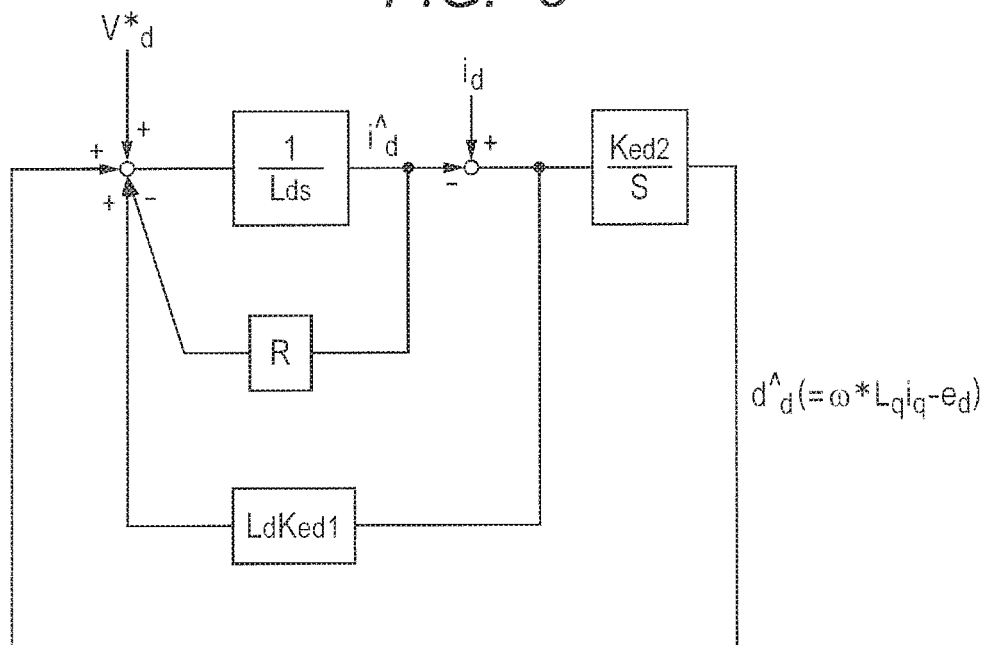 V*d
id
+
+
+
-
i^d
-
+
1
Lds
Ked2
S
R
d^d(=ω*Lqiq-ed)
LdKed1